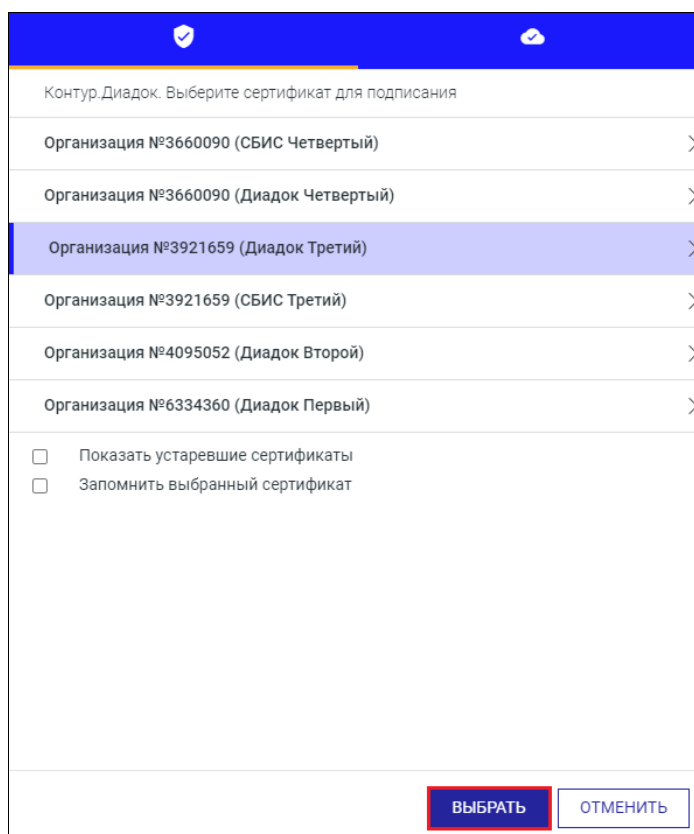 Контур.Диадок. Выберите сертификат для подписания
Организация №3660090 (СБИС Четвертый)
Организация №3660090 (Диадок Четвертый)
Организация №3921659 (Диадок Третий)
Организация №3921659 (СБИС Третий)
Организация №4095052 (Диадок Второй)
Организация №6334360 (Диадок Первый)
Показать устаревшие сертификаты
Запомнить выбранный сертификат
ВЫБРАТЬ ОТМЕНИТЬ